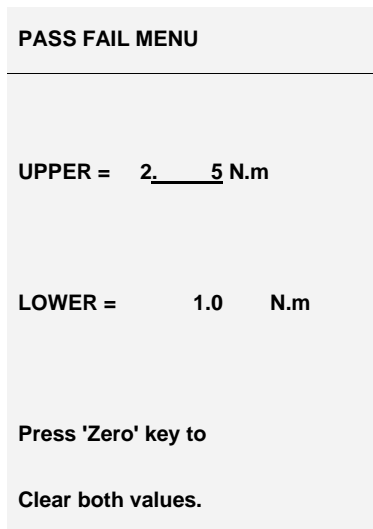 PASS FAIL MENU
UPPER = 2. 5 N.m
LOWER = 1.0 N.m
Press 'Zero' key to
Clear both values.